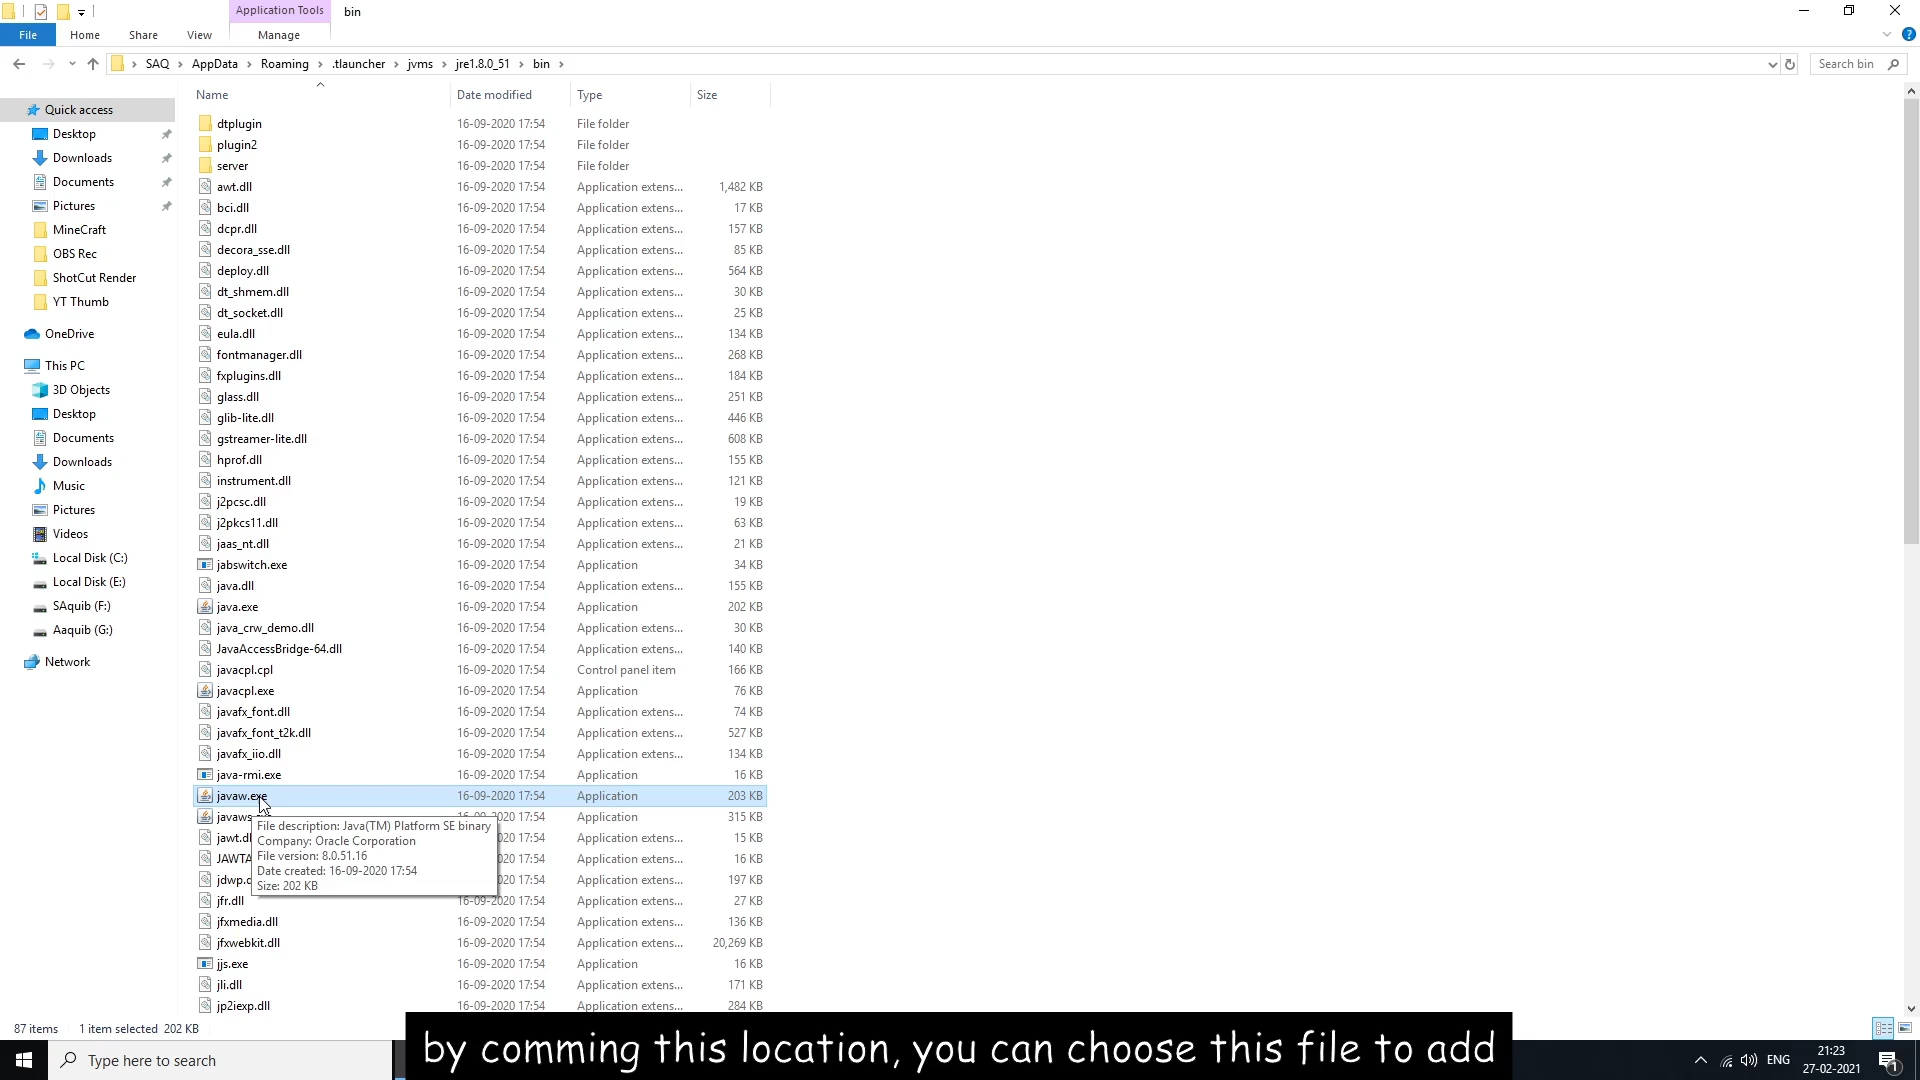 Application Tools
bin
File
Home
Share
View
Manage
SAQ
AppData
Roaming
.tlauncher
jvms
jre1.8.0_51
bin
Search bin
Name
Date modified
Type
Size
Quick access
Desktop
Downloads
Documents
Pictures
MineCraft
OBS Rec
ShotCut Render
YT Thumb
OneDrive
This PC
3D Objects
Desktop
Documents
Downloads
Music
Pictures
Videos
Local Disk (C:)
Local Disk (E:)
SAquib (F:)
Aaquib (G:)
Network
dtplugin 16-09-2020 17:54 File folder
plugin2 16-09-2020 17:54 File folder
server 16-09-2020 17:54 File folder
awt.dll 16-09-2020 17:54 Application extens... 1,482 KB
bci.dll 16-09-2020 17:54 Application extens... 17 KB
dcpr.dll 16-09-2020 17:54 Application extens... 157 KB
decora_sse.dll 16-09-2020 17:54 Application extens... 85 KB
deploy.dll 16-09-2020 17:54 Application extens... 564 KB
dt_shmem.dll 16-09-2020 17:54 Application extens... 30 KB
dt_socket.dll 16-09-2020 17:54 Application extens... 25 KB
eula.dll 16-09-2020 17:54 Application extens... 134 KB
fontmanager.dll 16-09-2020 17:54 Application extens... 268 KB
fxplugins.dll 16-09-2020 17:54 Application extens... 184 KB
glass.dll 16-09-2020 17:54 Application extens... 251 KB
glib-lite.dll 16-09-2020 17:54 Application extens... 446 KB
gstreamer-lite.dll 16-09-2020 17:54 Application extens... 608 KB
hprof.dll 16-09-2020 17:54 Application extens... 155 KB
instrument.dll 16-09-2020 17:54 Application extens... 121 KB
j2pcsc.dll 16-09-2020 17:54 Application extens... 19 KB
j2pkcs11.dll 16-09-2020 17:54 Application extens... 63 KB
jaas_nt.dll 16-09-2020 17:54 Application extens... 21 KB
jabswitch.exe 16-09-2020 17:54 Application 34 KB
java.dll 16-09-2020 17:54 Application extens... 155 KB
java.exe 16-09-2020 17:54 Application 202 KB
java_crw_demo.dll 16-09-2020 17:54 Application extens... 30 KB
JavaAccessBridge-64.dll 16-09-2020 17:54 Application extens... 140 KB
javacpl.cpl 16-09-2020 17:54 Control panel item 166 KB
javacpl.exe 16-09-2020 17:54 Application 76 KB
javafx_font.dll 16-09-2020 17:54 Application extens... 74 KB
javafx_font_t2k.dll 16-09-2020 17:54 Application extens... 527 KB
javafx_iio.dll 16-09-2020 17:54 Application extens... 134 KB
java-rmi.exe 16-09-2020 17:54 Application 16 KB
javaw.exe 16-09-2020 17:54 Application 203 KB
javaws 2020 17:54 Application 315 KB
jawt.dl 2020 17:54 Application extens... 15 KB
JAWTA 2020 17:54 Application extens... 16 KB
jdwp.d 2020 17:54 Application extens... 197 KB
jfr.dll 16-09-2020 17:54 Application extens... 27 KB
jfxmedia.dll 16-09-2020 17:54 Application extens... 136 KB
jfxwebkit.dll 16-09-2020 17:54 Application extens... 20,269 KB
jjs.exe 16-09-2020 17:54 Application 16 KB
jli.dll 16-09-2020 17:54 Application extens... 171 KB
jp2iexp.dll 16-09-2020 17:54 Application extens... 284 KB
File description: Java(TM) Platform SE binary
Company: Oracle Corporation
File version: 8.0.51.16
Date created: 16-09-2020 17:54
Size: 202 KB
87 items
1 item selected 202 KB
by comming this location, you can choose this file to add
Type here to search
ENG
21:23
27-02-2021
1